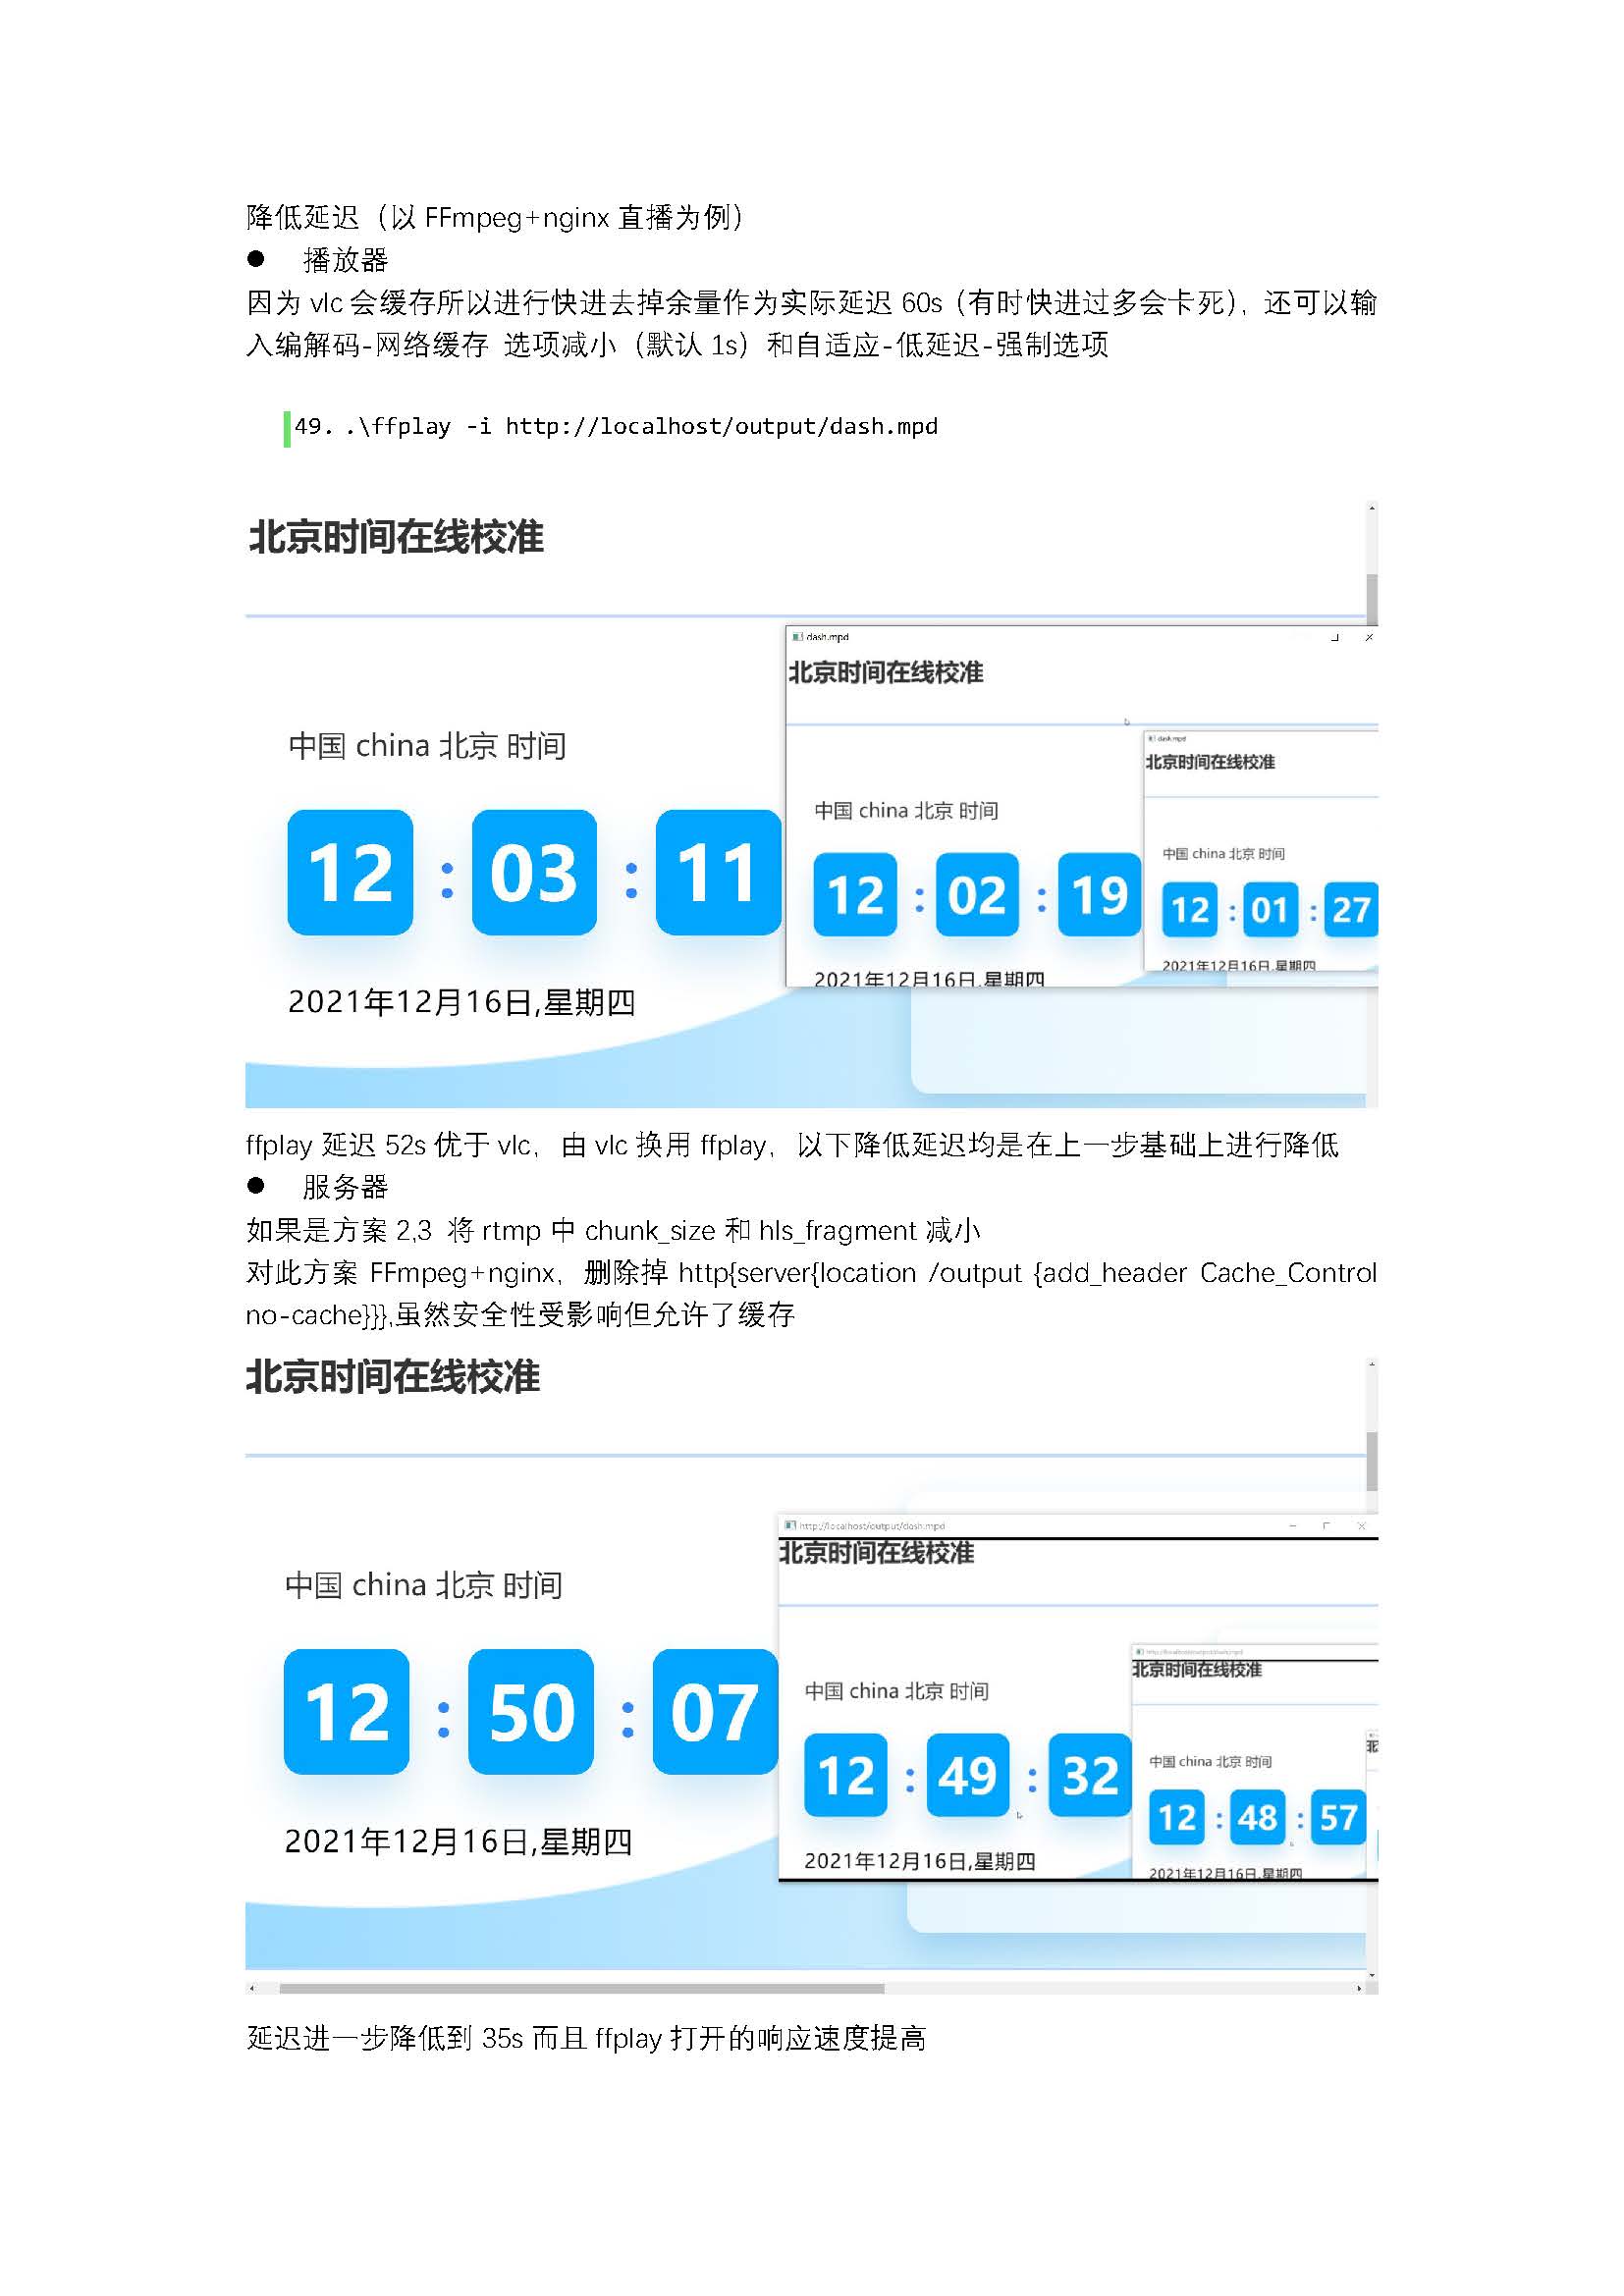 降低延迟（以 FFmpeg+nginx 直播为例）
● 播放器
因为 vlc 会缓存所以进行快进去掉余量作为实际延迟 60s（有时快进过多会卡死），还可以输
入编解码-网络缓存 选项减小（默认 1s）和自适应-低延迟-强制选项
49. .\ffplay -i http://localhost/output/dash.mpd
北京时间在线校准
中国 china 北京 时间
12 : 03 : 11
2021年12月16日,星期四
dash.mpd
北京时间在线校准
中国 china 北京 时间
12 : 02 : 19
2021年12月16日,星期四
dash.mpd
北京时间在线校准
中国 china 北京 时间
12 : 01 : 27
2021年12月16日,星期四
ffplay 延迟 52s 优于 vlc，由 vlc 换用 ffplay，以下降低延迟均是在上一步基础上进行降低
● 服务器
如果是方案 2,3 将 rtmp 中 chunk_size 和 hls_fragment 减小
对此方案 FFmpeg+nginx，删除掉 http{server{location /output {add_header Cache_Control
no-cache}}},虽然安全性受影响但允许了缓存
北京时间在线校准
中国 china 北京 时间
12 : 50 : 07
2021年12月16日,星期四
http://localhost/output/dash.mpd
北京时间在线校准
中国 china 北京 时间
12 : 49 : 32
2021年12月16日,星期四
http://localhost/output/dash.mpd
北京时间在线校准
中国 china 北京 时间
12 : 48 : 57
2021年12月16日,星期四
北
延迟进一步降低到 35s 而且 ffplay 打开的响应速度提高